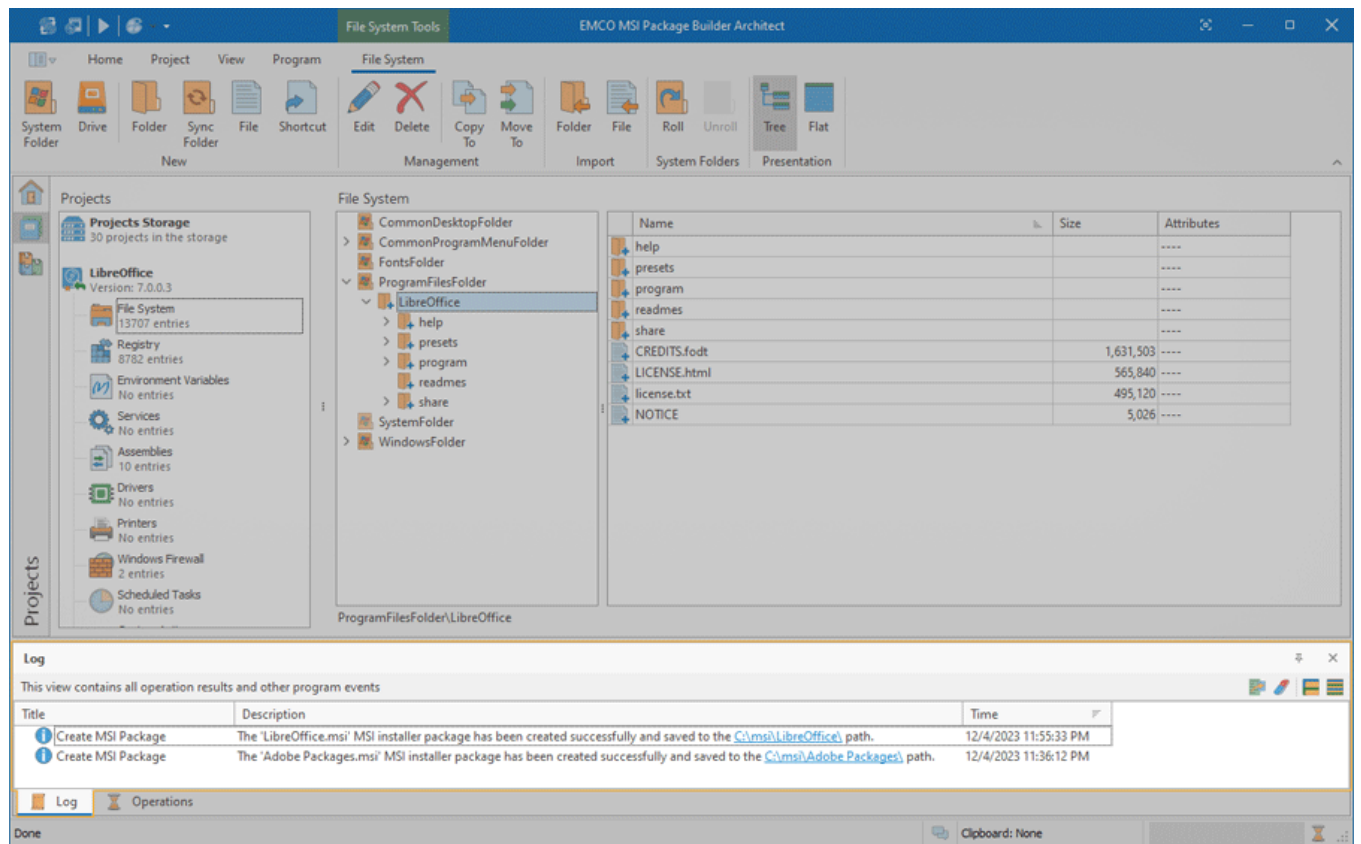 File System Tools
EMCO MSI Package Builder Architect
Home Project View Program File System
System Folder
Drive
Folder
Sync Folder
File
Shortcut
New
Edit
Delete
Copy To
Move To
Management
Folder
File
Import
Roll
Unroll
System Folders
Tree
Flat
Presentation
Projects
Projects
Projects Storage
30 projects in the storage
LibreOffice
Version: 7.0.0.3
File System
13707 entries
Registry
8782 entries
Environment Variables
No entries
Services
No entries
Assemblies
10 entries
Drivers
No entries
Printers
No entries
Windows Firewall
2 entries
Scheduled Tasks
No entries
File System
CommonDesktopFolder
CommonProgramMenuFolder
FontsFolder
ProgramFilesFolder
LibreOffice
help
presets
program
readmes
share
SystemFolder
WindowsFolder
Name Size Attributes
help ----
presets ----
program ----
readmes ----
share ----
CREDITS.fodt 1,631,503 ----
LICENSE.html 565,840 ----
license.txt 495,120 ----
NOTICE 5,026 ----
ProgramFilesFolder\LibreOffice
Log
This view contains all operation results and other program events
Title Description Time
Create MSI Package The 'LibreOffice.msi' MSI installer package has been created successfully and saved to the C:\msi\LibreOffice\ path. 12/4/2023 11:55:33 PM
Create MSI Package The 'Adobe Packages.msi' MSI installer package has been created successfully and saved to the C:\msi\Adobe Packages\ path. 12/4/2023 11:36:12 PM
Log Operations
Done Clipboard: None